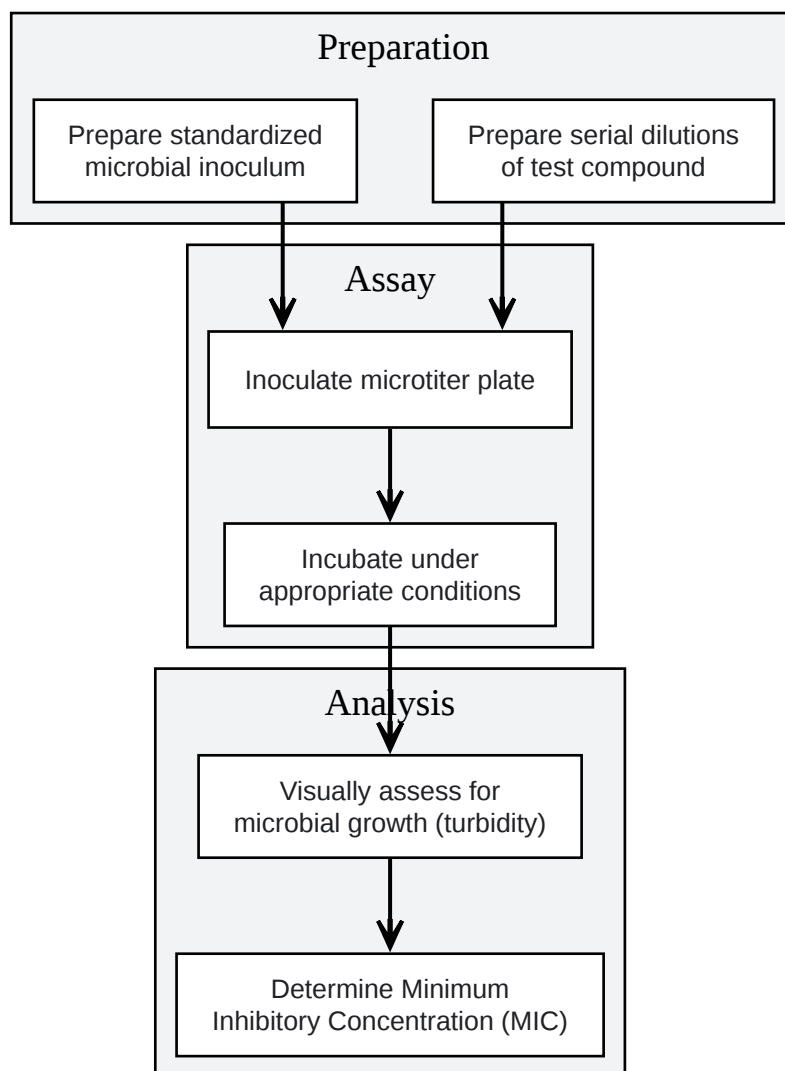 Preparation
Prepare standardized
microbial inoculum
Prepare serial dilutions
of test compound
Assay
Inoculate microtiter plate
Incubate under
appropriate conditions
Analysis
Visually assess for
microbial growth (turbidity)
Determine Minimum
Inhibitory Concentration (MIC)